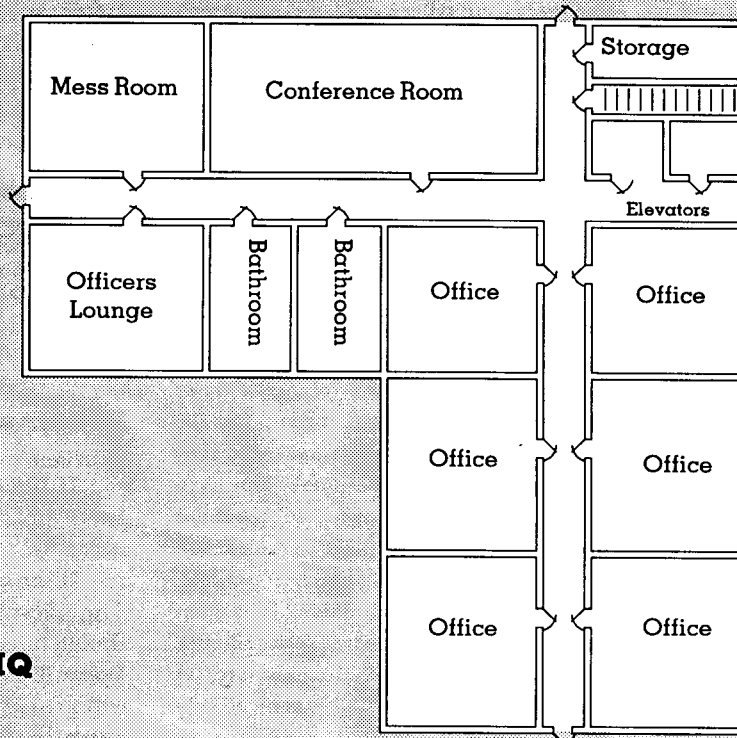 Mess Room
Conference Room
Storage
Elevators
Officers
Lounge
Bathroom
Bathroom
Office
Office
Office
Office
Office
Office